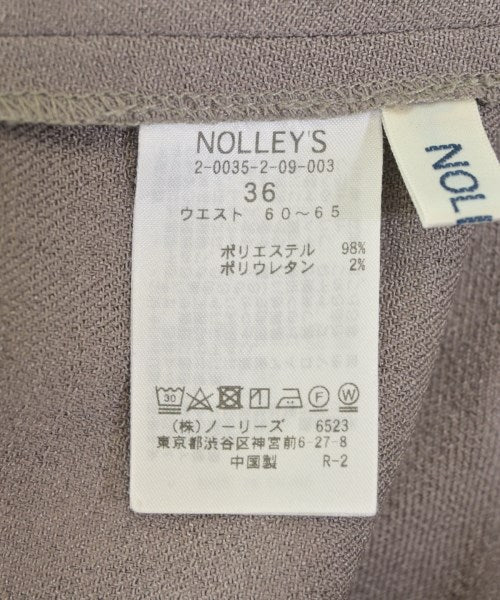 NOLLEY'S
2-0035-2-09-003
36
ウエスト 60～65
ポリエステル 98%
ポリウレタン 2%
30 F W
(株)ノーリーズ 6523
東京都渋谷区神宮前6-27-8
中国製 R-2
NOL